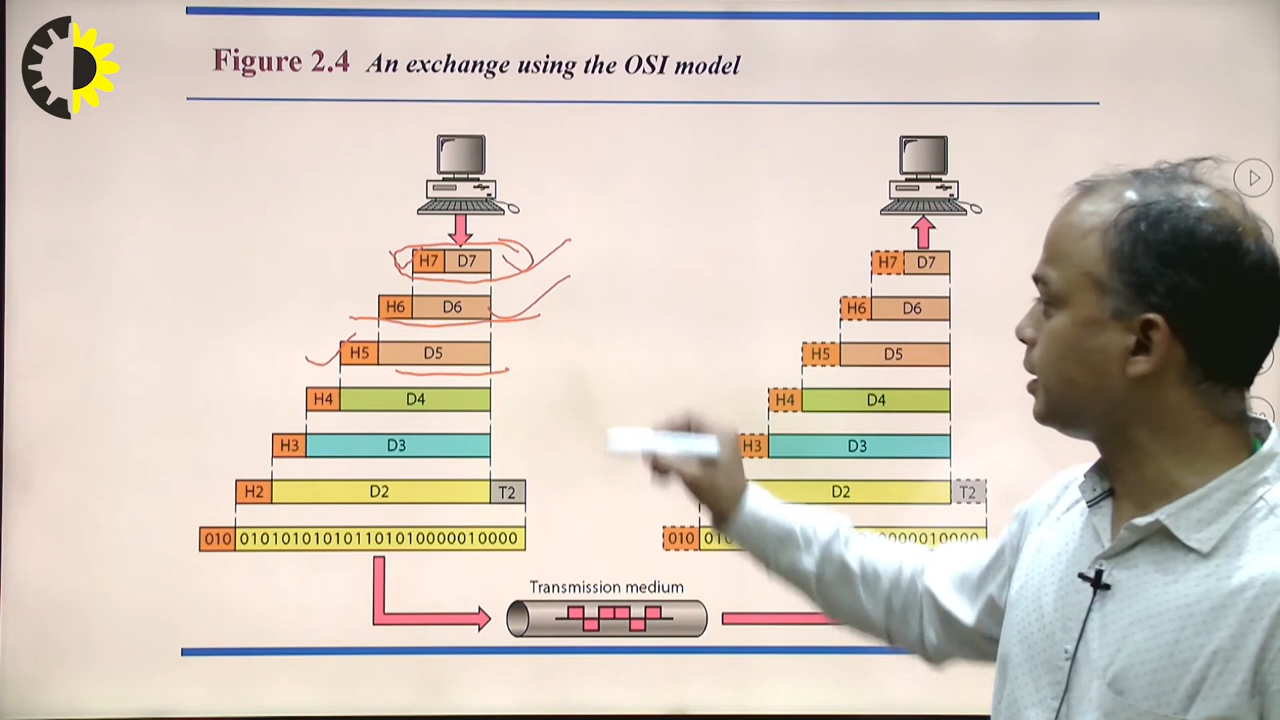 Figure 2.4 An exchange using the OSI model
H7 D7 H7 D7
H6 D6 H6 D6
H5 D5 H5 D5
H4 D4 H4 D4
H3 D3 H3 D3
H2 D2 T2 D2 T2
010 010101010101101010000010000 010
Transmission medium